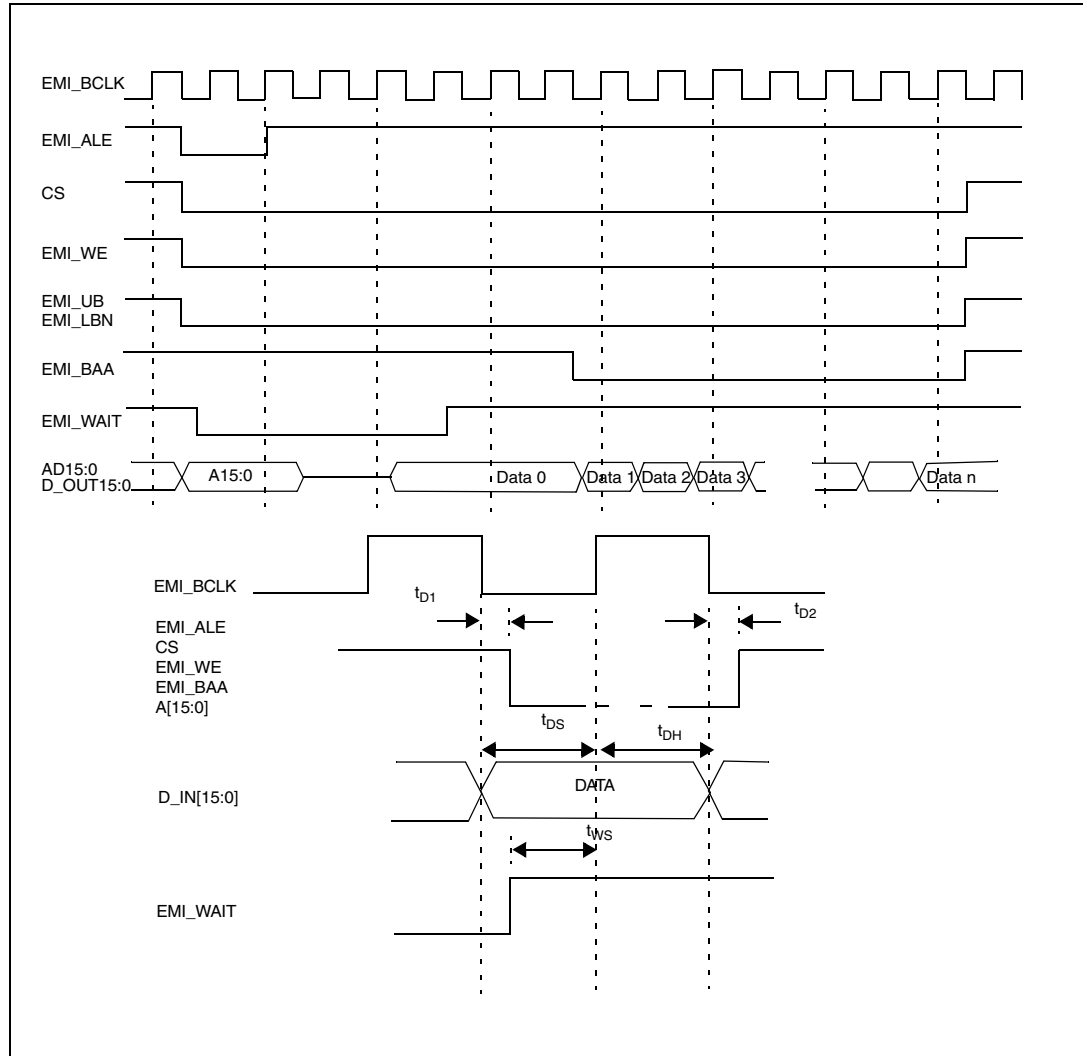 EMI_BCLK
EMI_ALE
CS
EMI_WE
EMI_UB
EMI_LBN
EMI_BAA
EMI_WAIT
AD15:0
D_OUT15:0
A15:0 Data 0 Data 1 Data 2 Data 3 Data n
EMI_BCLK
tD1
tD2
EMI_ALE
CS
EMI_WE
EMI_BAA
A[15:0]
tDS tDH
D_IN[15:0] DATA
tWS
EMI_WAIT